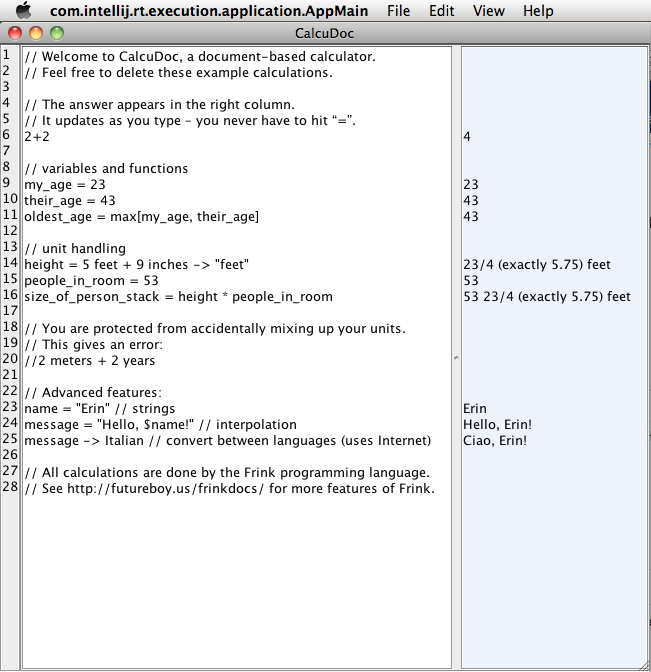 com.intellij.rt.execution.application.AppMain File Edit View Help
CalcuDoc
1 // Welcome to CalcuDoc, a document-based calculator.
2 // Feel free to delete these example calculations.
3
4 // The answer appears in the right column.
5 // It updates as you type – you never have to hit “=”.
6 2+2 4
7
8 // variables and functions
9 my_age = 23 23
10 their_age = 43 43
11 oldest_age = max[my_age, their_age] 43
12
13 // unit handling
14 height = 5 feet + 9 inches -> "feet" 23/4 (exactly 5.75) feet
15 people_in_room = 53 53
16 size_of_person_stack = height * people_in_room 53 23/4 (exactly 5.75) feet
17
18 // You are protected from accidentally mixing up your units.
19 // This gives an error:
20 //2 meters + 2 years
21
22 // Advanced features:
23 name = "Erin" // strings Erin
24 message = "Hello, $name!" // interpolation Hello, Erin!
25 message -> Italian // convert between languages (uses Internet) Ciao, Erin!
26
27 // All calculations are done by the Frink programming language.
28 // See http://futureboy.us/frinkdocs/ for more features of Frink.